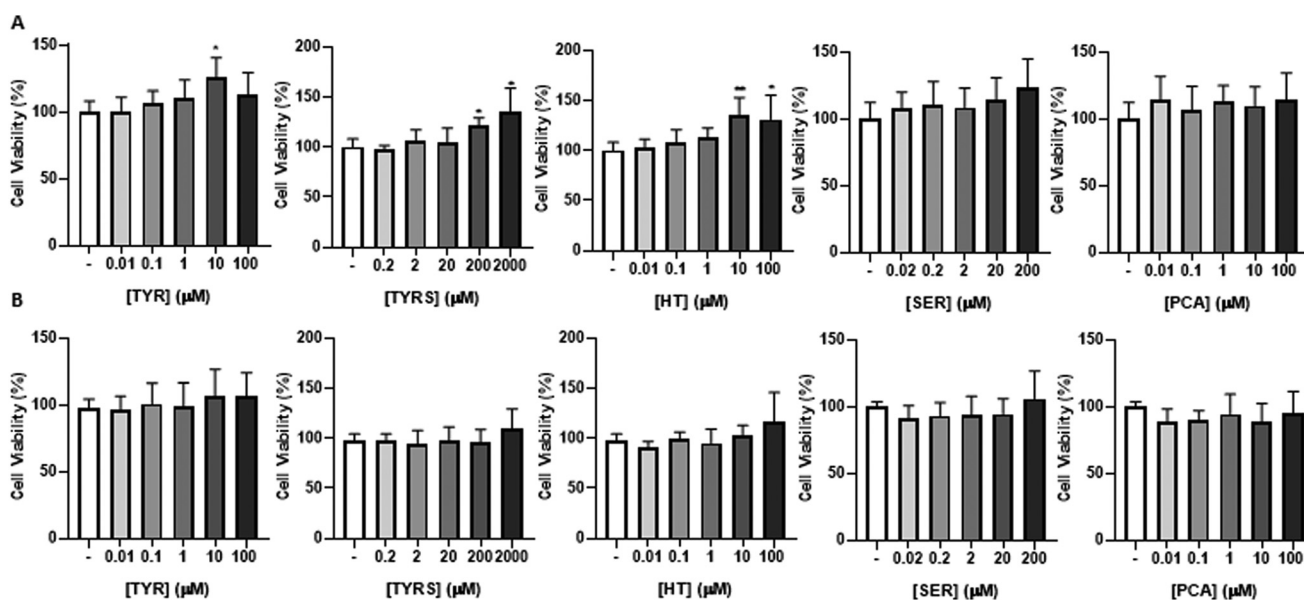 A
Cell Viability (%)
150
100
50
0
*
- 0.01 0.1 1 10 100
[TYR] (µM)
Cell Viability (%)
200
150
100
50
0
* *
- 0.2 2 20 200 2000
[TYRS] (µM)
Cell Viability (%)
200
150
100
50
0
** *
- 0.01 0.1 1 10 100
[HT] (µM)
Cell Viability (%)
150
100
50
0
- 0.02 0.2 2 20 200
[SER] (µM)
Cell Viability (%)
150
100
50
0
- 0.01 0.1 1 10 100
[PCA] (µM)
B
Cell Viability (%)
150
100
50
0
- 0.01 0.1 1 10 100
[TYR] (µM)
Cell Viability (%)
200
150
100
50
0
- 0.2 2 20 200 2000
[TYRS] (µM)
Cell Viability (%)
200
150
100
50
0
- 0.01 0.1 1 10 100
[HT] (µM)
Cell Viability (%)
150
100
50
0
- 0.02 0.2 2 20 200
[SER] (µM)
Cell Viability (%)
150
100
50
0
- 0.01 0.1 1 10 100
[PCA] (µM)